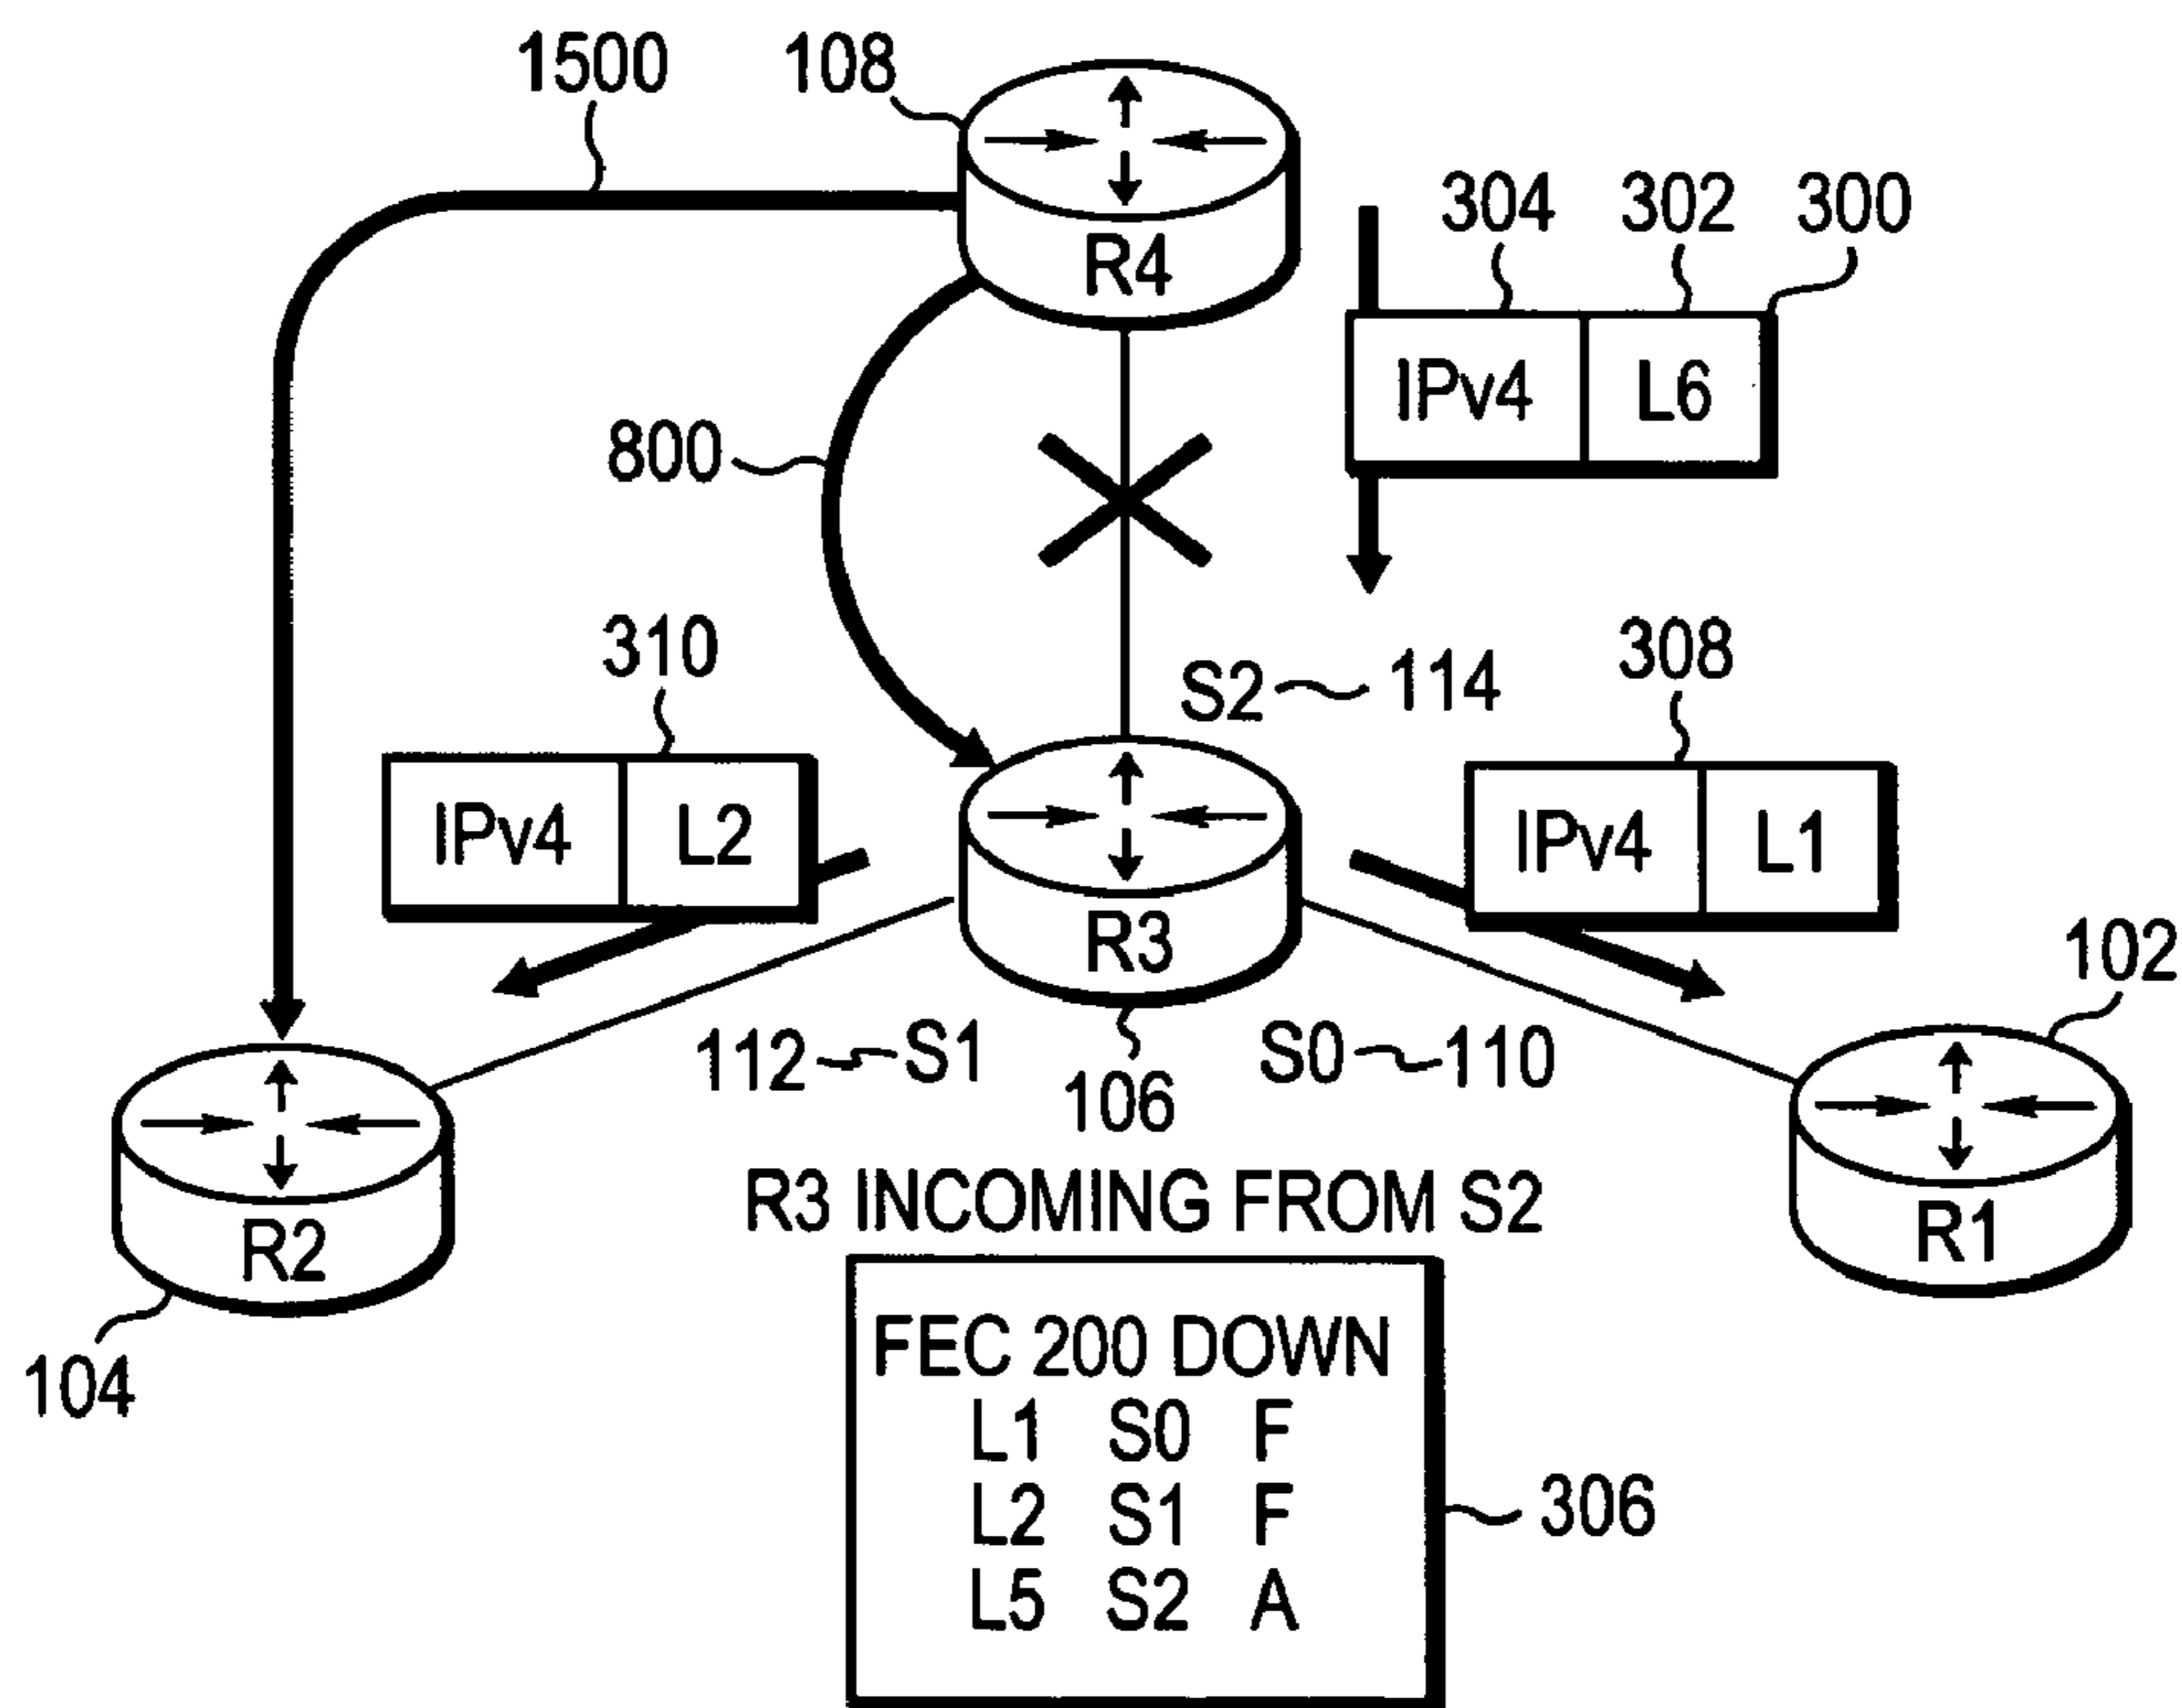 1500
108
304
302
300
R4
IPv4 L6
800
310
S2
114
308
IPv4 L2
IPv4 L1
R3
102
112
S1
S0
110
106
R2
R1
104
R3 INCOMING FROM S2
FEC 200 DOWN
L1 S0 F
L2 S1 F
L5 S2 A
306